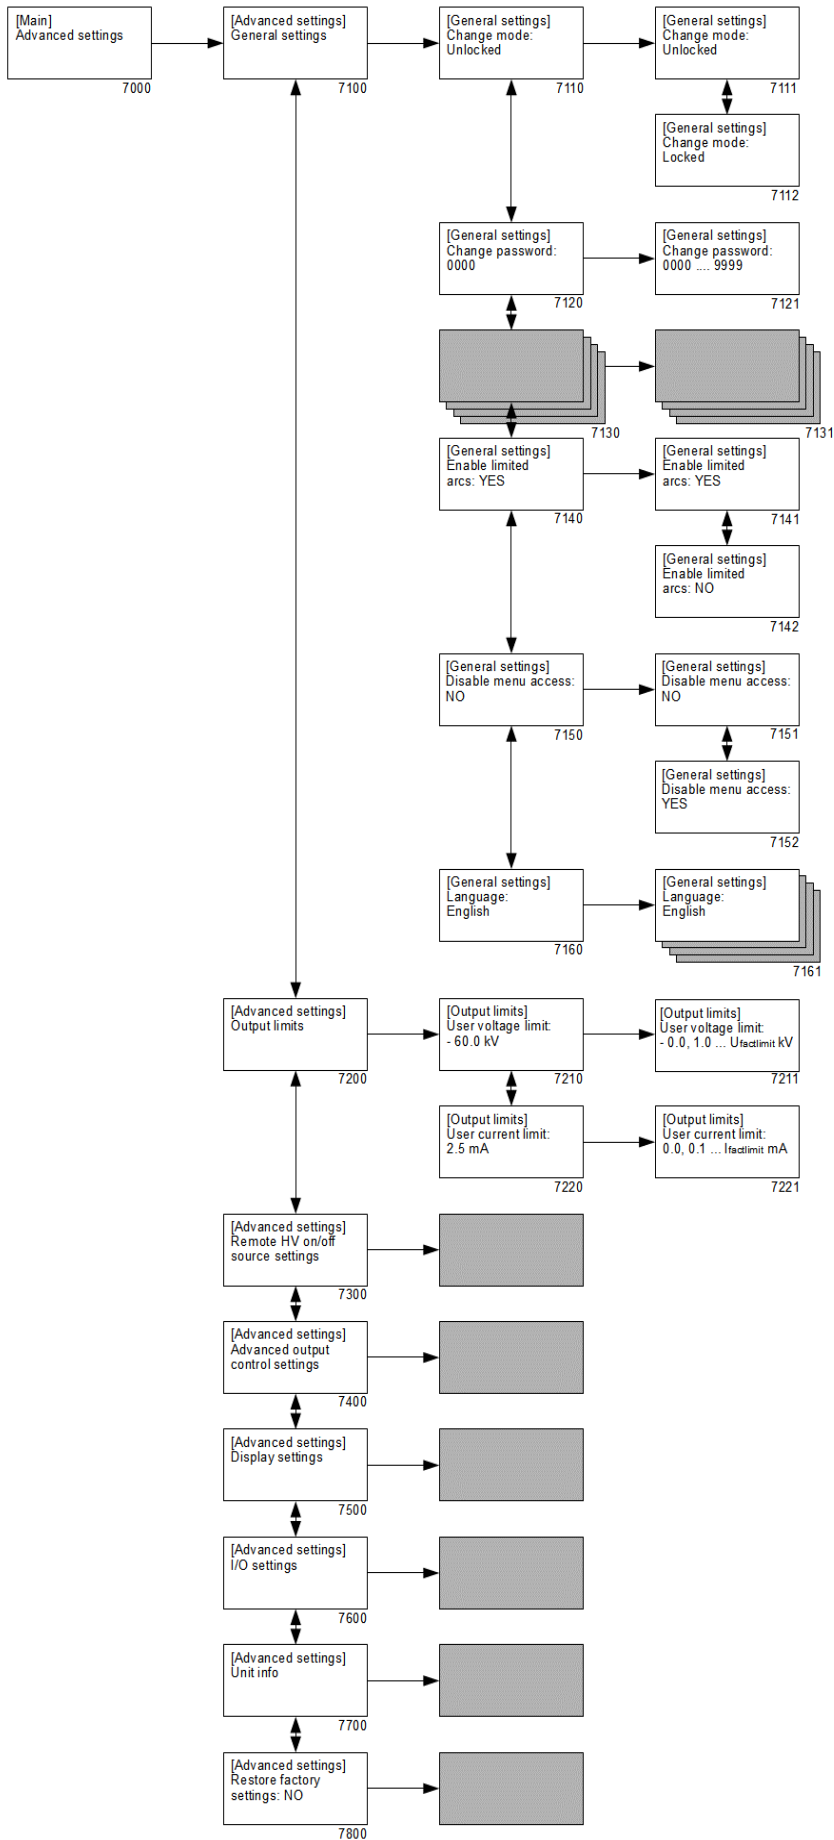 [Main]
Advanced settings
7000
[Advanced settings]
General settings
7100
[General settings]
Change mode:
Unlocked
7110
[General settings]
Change mode:
Unlocked
7111
[General settings]
Change mode:
Locked
7112
[General settings]
Change password:
0000
7120
[General settings]
Change password:
0000 .... 9999
7121
7130
7131
[General settings]
Enable limited
arcs: YES
7140
[General settings]
Enable limited
arcs: YES
7141
[General settings]
Enable limited
arcs: NO
7142
[General settings]
Disable menu access:
NO
7150
[General settings]
Disable menu access:
NO
7151
[General settings]
Disable menu access:
YES
7152
[General settings]
Language:
English
7160
[General settings]
Language:
English
7161
[Advanced settings]
Output limits
7200
[Output limits]
User voltage limit:
- 60.0 kV
7210
[Output limits]
User voltage limit:
- 0.0, 1.0 ... Ufactlimit kV
7211
[Output limits]
User current limit:
2.5 mA
7220
[Output limits]
User current limit:
0.0, 0.1 ... Ifactlimit mA
7221
[Advanced settings]
Remote HV on/off
source settings
7300
[Advanced settings]
Advanced output
control settings
7400
[Advanced settings]
Display settings
7500
[Advanced settings]
I/O settings
7600
[Advanced settings]
Unit info
7700
[Advanced settings]
Restore factory
settings: NO
7800